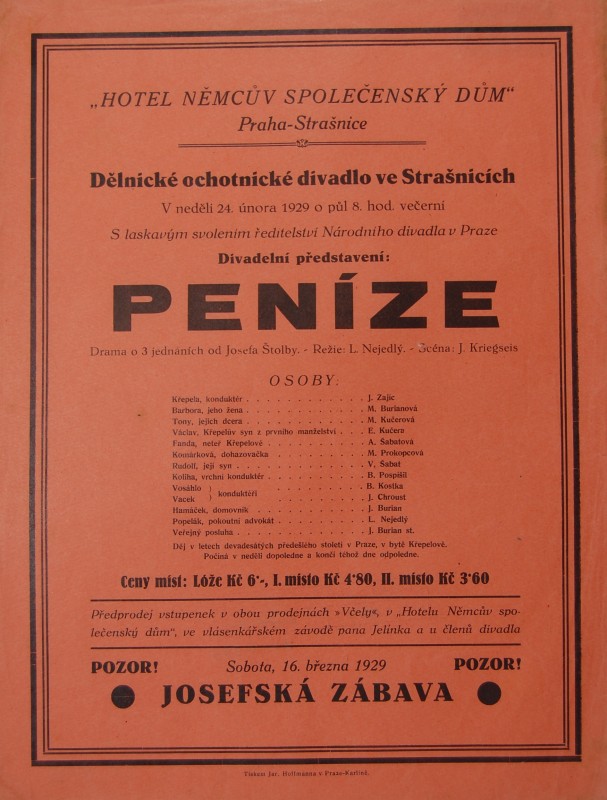 „HOTEL NĚMCŮV SPOLEČENSKÝ DŮM“
Praha-Strašnice
Dělnické ochotnické divadlo ve Strašnicích
V neděli 24. února 1929 o půl 8. hod. večerní
S laskavým svolením ředitelství Národního divadla v Praze
Divadelní představení:
PENÍZE
Drama o 3 jednáních od Josefa Štolby. - Režie: L. Nejedlý. - Scéna: J. Kriegseis
OSOBY:
Křepela, konduktér . . . . . . . . . . . . J. Zajíc
Barbora, jeho žena . . . . . . . . . . . . M. Burianová
Tony, jejich dcera . . . . . . . . . . . . M. Kučerová
Václav, Křepelův syn z prvního manželství . . . E. Kučera
Fanda, neteř Křepelové . . . . . . . . . . A. Šabatová
Komárková, dohazovačka . . . . . . . . . M. Prokopcová
Rudolf, její syn . . . . . . . . . . . . . V. Šabat
Koliha, vrchní konduktér . . . . . . . . . B. Pospíšil
Vosáhlo } konduktéři . . . . . . . . . B. Kostka
Vacek } . . . . . . . . . J. Chroust
Hamáček, domovník . . . . . . . . . . . J. Burian
Popelák, pokoutní advokát . . . . . . . . L. Nejedlý
Veřejný posluha . . . . . . . . . . . . . J. Burian st.
Děj v letech devadesátých předešlého století v Praze, v bytě Křepelově.
Počíná v neděli dopoledne a končí téhož dne odpoledne.
Ceny míst: Lóže Kč 6·-, I. místo Kč 4·80, II. místo Kč 3·60
Předprodej vstupenek v obou prodejnách »Včely«, v „Hotelu Němcův spo-
lečenský dům“, ve vlásenkářském závodě pana Jelínka a u členů divadla
POZOR! Sobota, 16. března 1929 POZOR!
● JOSEFSKÁ ZÁBAVA ●
Tiskem Jar. Hoffmanna v Praze-Karlíně.